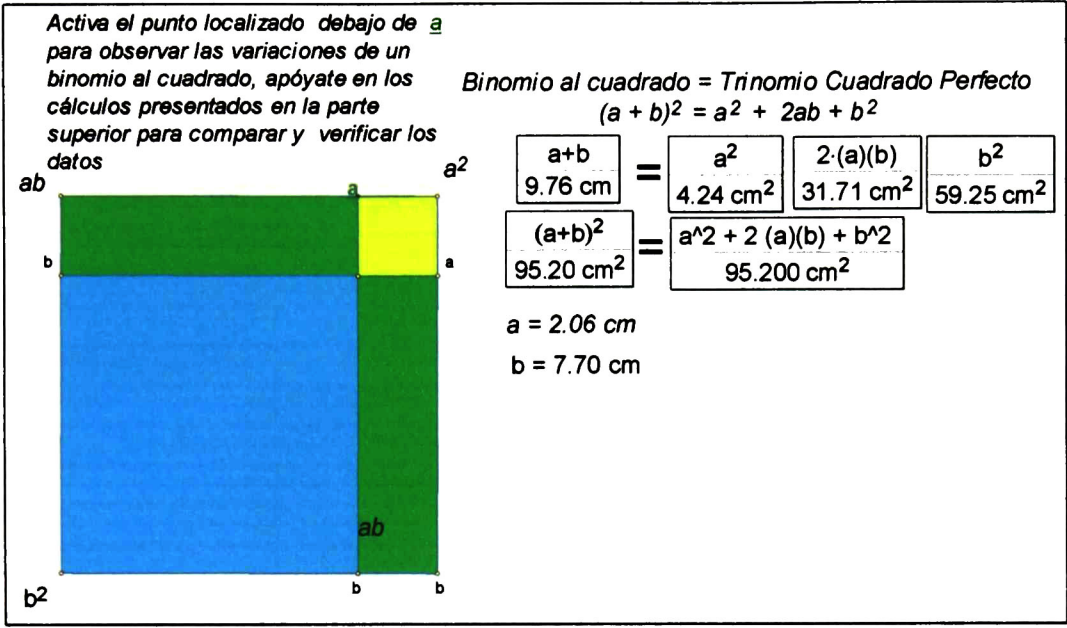 Activa el punto localizado debajo de a
para observar las variaciones de un
binomio al cuadrado, apóyate en los
cálculos presentados en la parte
superior para comparar y verificar los
datos
Binomio al cuadrado = Trinomio Cuadrado Perfecto
(a + b)² = a² + 2ab + b²
a+b
9.76 cm
=
a²
4.24 cm²
2·(a)(b)
31.71 cm²
b²
59.25 cm²
(a+b)²
95.20 cm²
=
a^2 + 2 (a)(b) + b^2
95.200 cm²
a = 2.06 cm
b = 7.70 cm
ab
a
a²
b
a
ab
b²
b
b